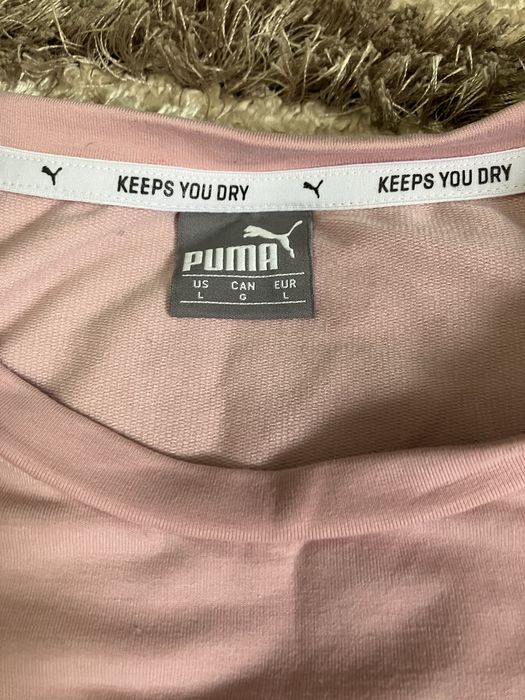 KEEPS YOU DRY KEEPS YOU DRY
PUMA
US CAN EUR
L G L